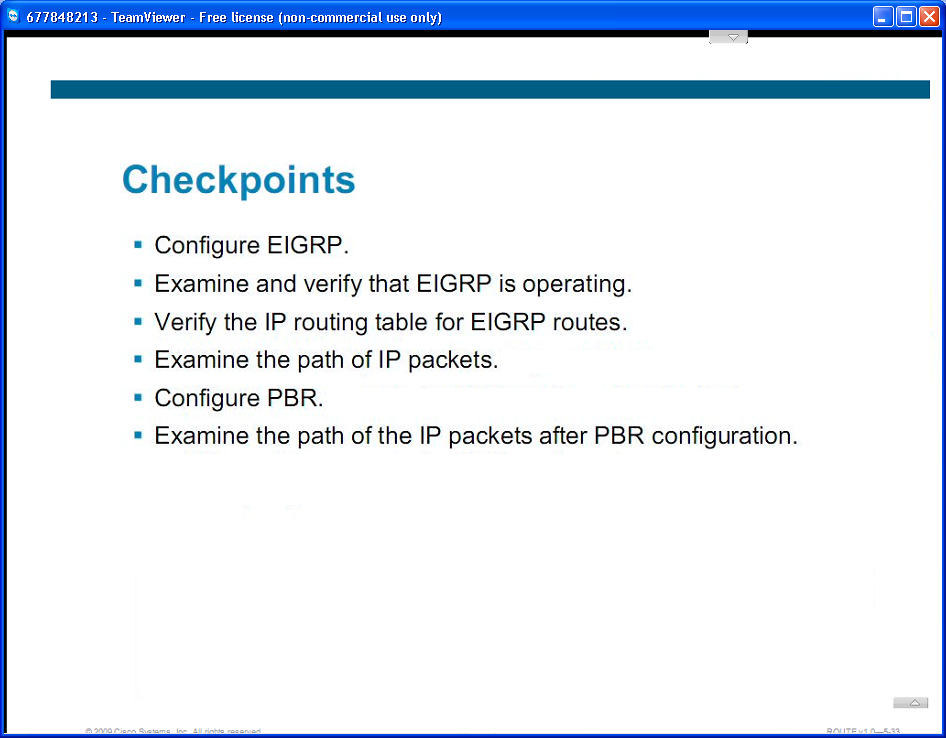 677848213 - TeamViewer - Free license (non-commercial use only)
Checkpoints
Configure EIGRP.
Examine and verify that EIGRP is operating.
Verify the IP routing table for EIGRP routes.
Examine the path of IP packets.
Configure PBR.
Examine the path of the IP packets after PBR configuration.
© 2009 Cisco Systems, Inc. All rights reserved.
ROUTE v1.0—5-33